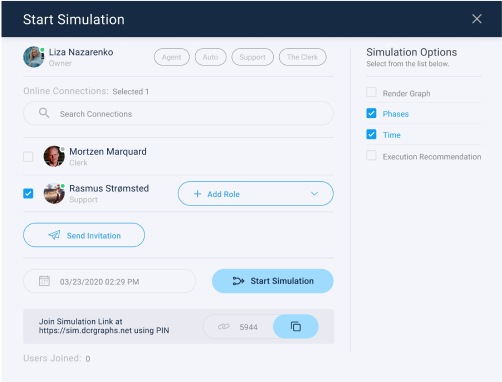 Start Simulation
Liza Nazarenko
Owner
Agent
Auto
Support
The Clerk
Online Connections: Selected 1
Search Connections
Mortzen Marquard
Clerk
Rasmus Strømsted
Support
Add Role
Send Invitation
03/23/2020 02:29 PM
Start Simulation
Join Simulation Link at
https://sim.dcrgraphs.net using PIN
5944
Users Joined: 0
Simulation Options
Select from the list below.
Render Graph
Phases
Time
Execution Recommendation